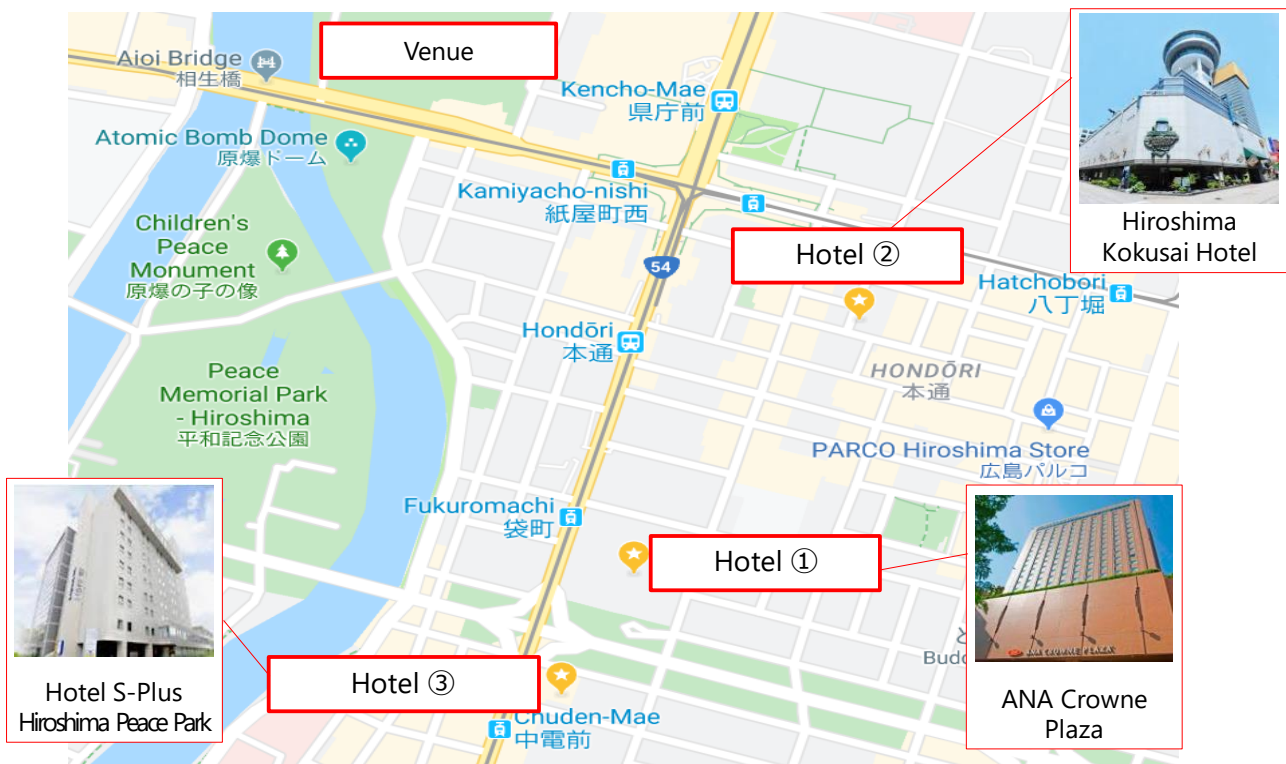 Venue
Aioi Bridge
相生橋
Kencho-Mae
県庁前
Atomic Bomb Dome
原爆ドーム
Kamiyacho-nishi
紙屋町西
Children's
Peace
Monument
原爆の子の像
Hotel ②
Hiroshima
Kokusai Hotel
54
Hatchobori
八丁堀
Hondōri
本通
HONDŌRI
本通
Peace
Memorial Park
- Hiroshima
平和記念公園
PARCO Hiroshima Store
広島パルコ
Fukuromachi
袋町
Hotel ①
ANA CROWNE PLAZA
ANA Crowne
Plaza
Budd
Hotel ③
Hotel S-Plus
Hiroshima Peace Park
Chuden-Mae
中電前